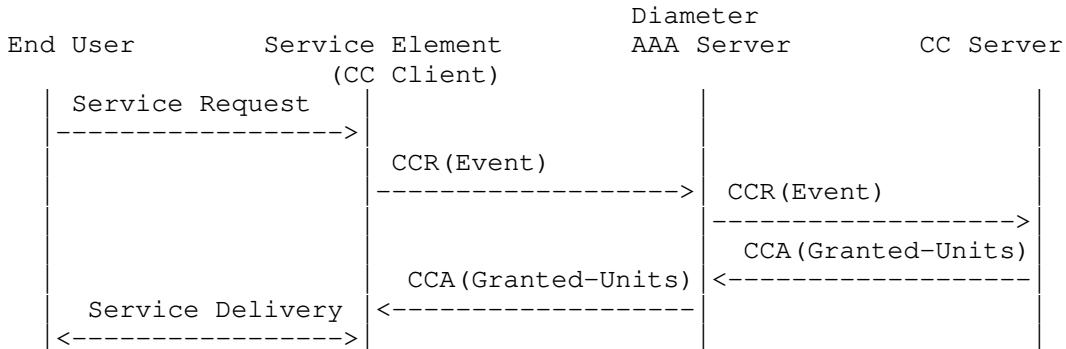 Diameter
End User Service Element AAA Server CC Server
(CC Client)
Service Request
CCR(Event)
CCR(Event)
CCA(Granted-Units)
CCA(Granted-Units)
Service Delivery